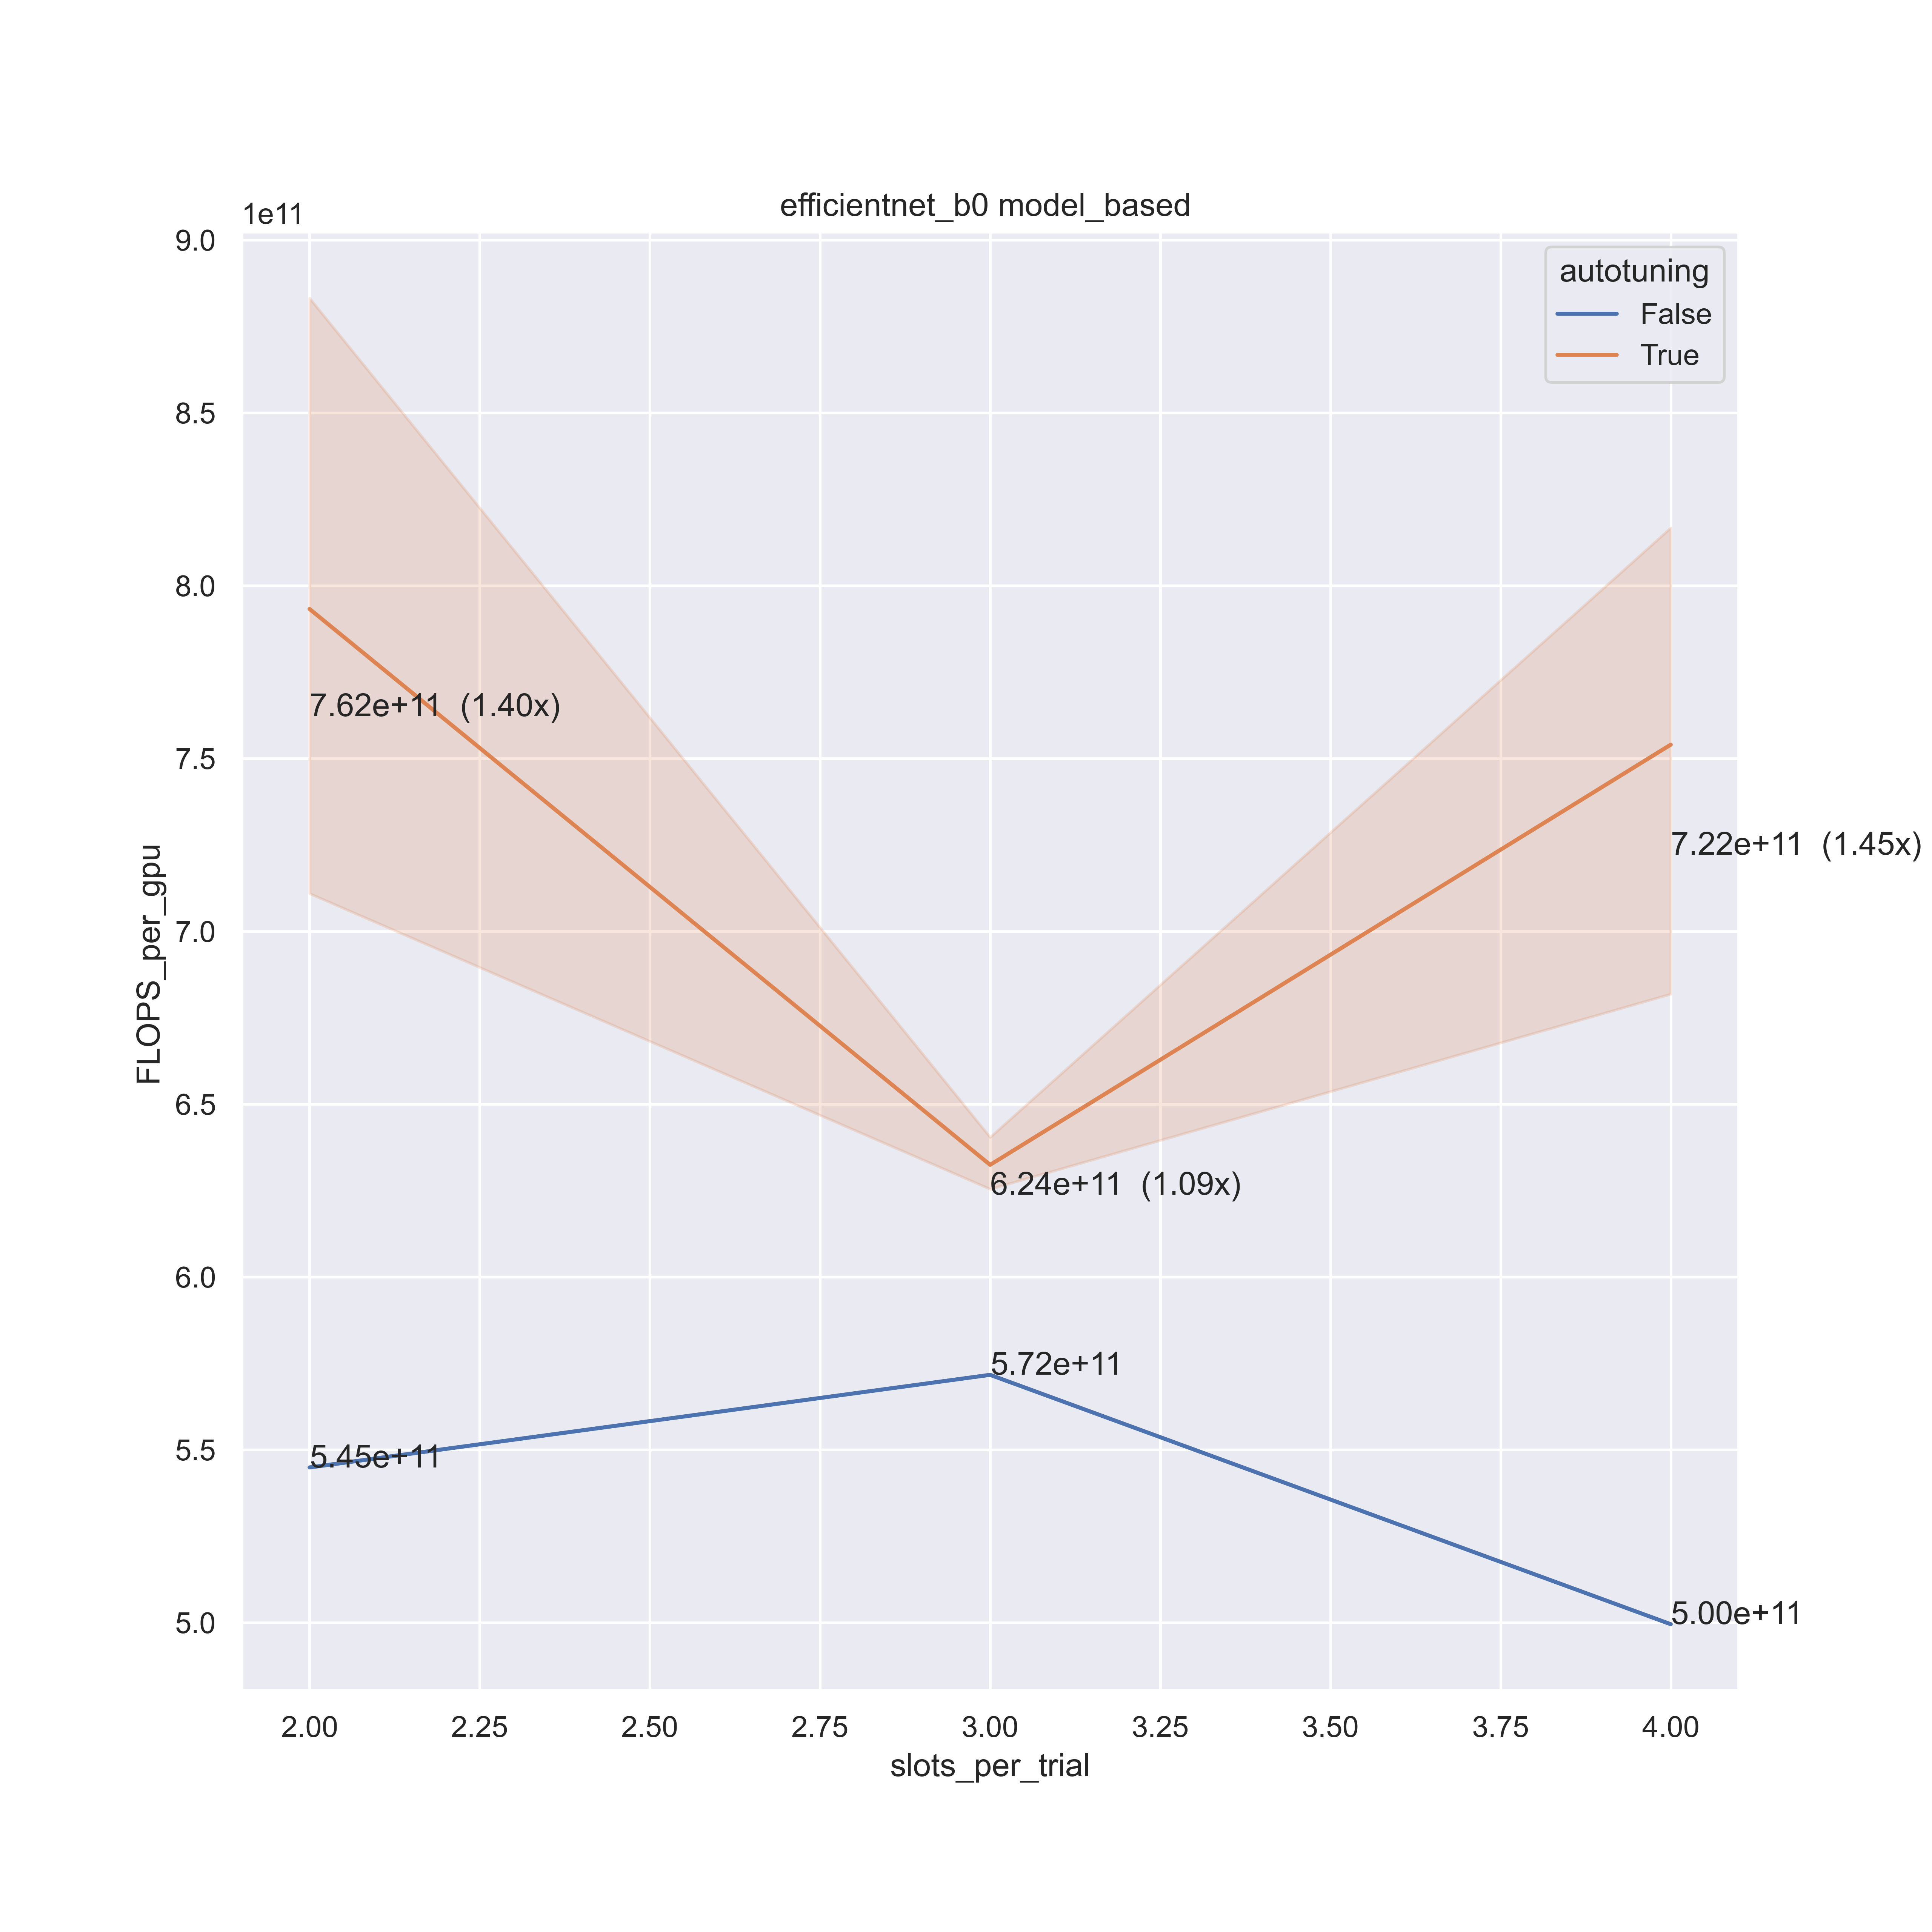 efficientnet_b0 model_based
1e11
9.0
8.5
8.0
7.5
7.0
6.5
6.0
5.5
5.0
FLOPS_per_gpu
autotuning
False
True
7.62e+11  (1.40x)
7.22e+11  (1.45x)
6.24e+11  (1.09x)
5.72e+11
5.45e+11
5.00e+11
2.00 2.25 2.50 2.75 3.00 3.25 3.50 3.75 4.00
slots_per_trial